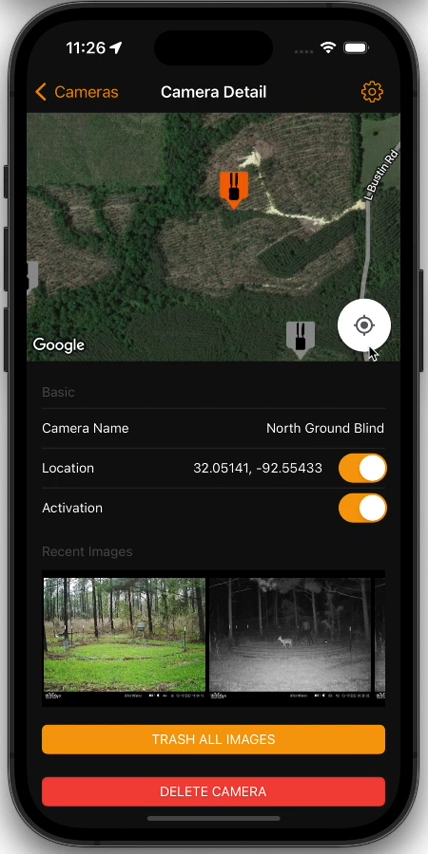 11:26
Cameras
Camera Detail
L Bustin Rd
Google
Basic
Camera Name North Ground Blind
Location 32.05141, -92.55433
Activation
Recent Images
TRASH ALL IMAGES
DELETE CAMERA